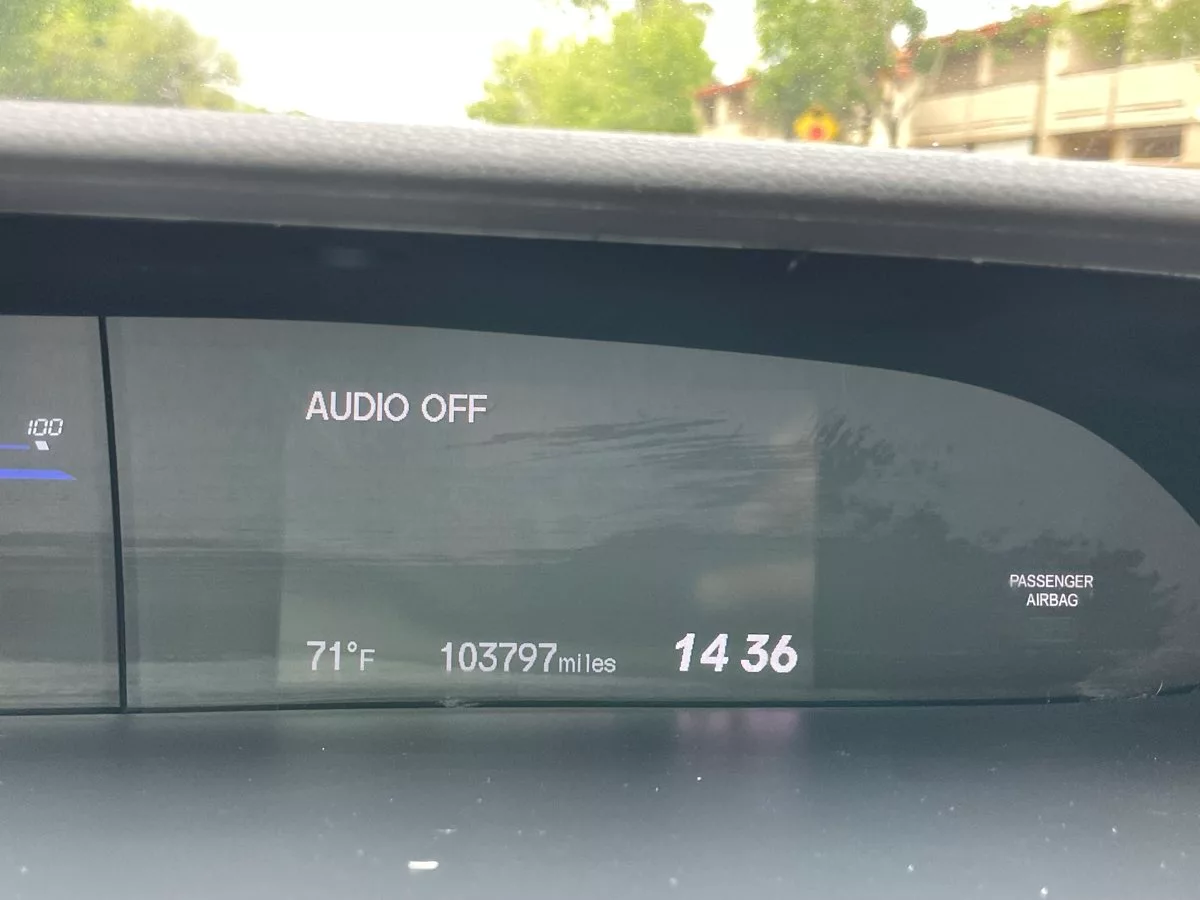 100
AUDIO OFF
PASSENGER
AIRBAG
71°F 103797miles 14 36